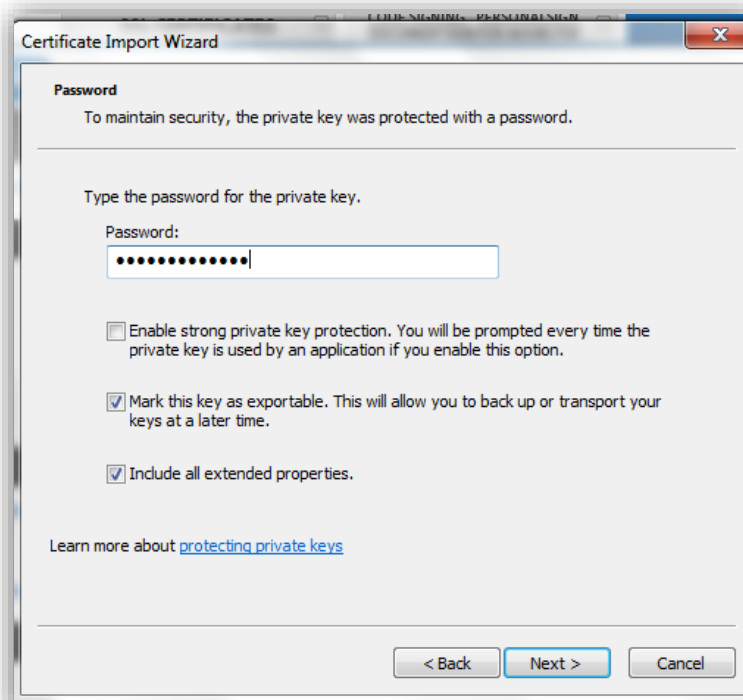 CODE SIGNING PERSONALSIGN
Certificate Import Wizard
Password
To maintain security, the private key was protected with a password.
Type the password for the private key.
Password:
•••••••••••••
Enable strong private key protection. You will be prompted every time the
private key is used by an application if you enable this option.
Mark this key as exportable. This will allow you to back up or transport your
keys at a later time.
Include all extended properties.
Learn more about protecting private keys
< Back
Next >
Cancel